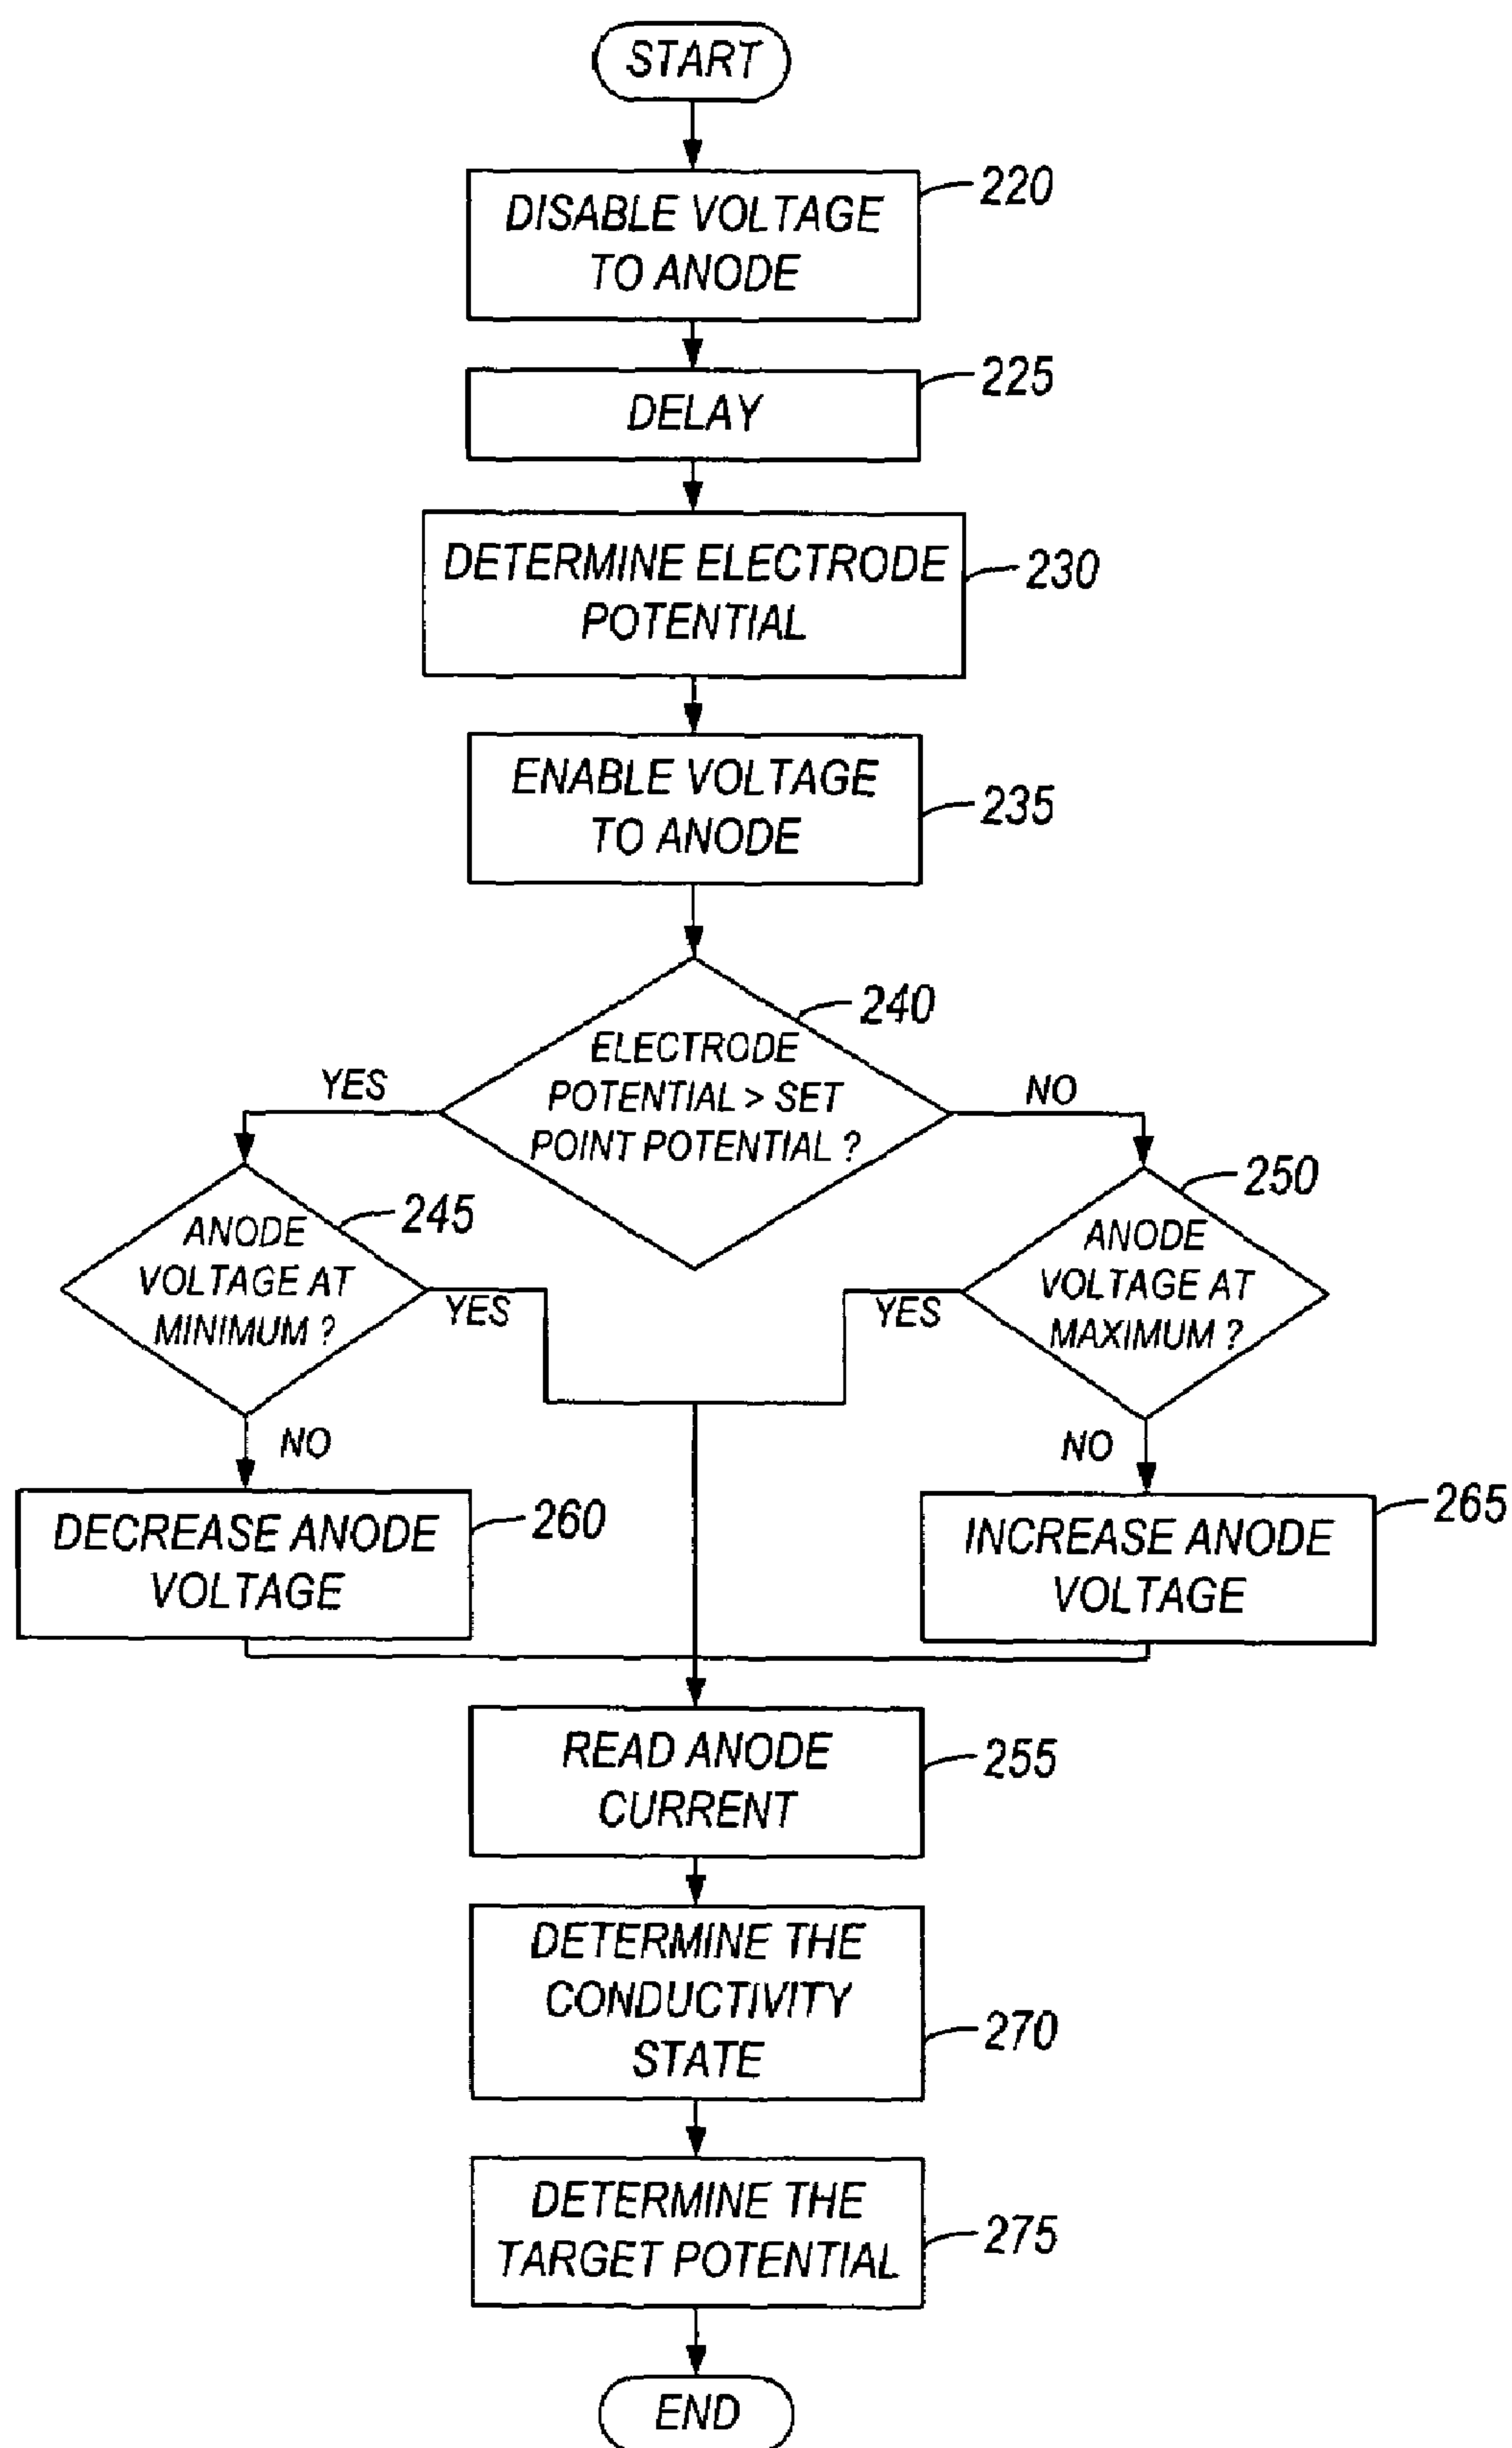 START
DISABLE VOLTAGE
TO ANODE
220
DELAY
225
DETERMINE ELECTRODE
POTENTIAL
230
ENABLE VOLTAGE
TO ANODE
235
ELECTRODE
POTENTIAL > SET
POINT POTENTIAL ?
240
YES
NO
ANODE
VOLTAGE AT
MINIMUM ?
245
YES
NO
ANODE
VOLTAGE AT
MAXIMUM ?
250
YES
NO
DECREASE ANODE
VOLTAGE
260
INCREASE ANODE
VOLTAGE
265
READ ANODE
CURRENT
255
DETERMINE THE
CONDUCTIVITY
STATE
270
DETERMINE THE
TARGET POTENTIAL
275
END